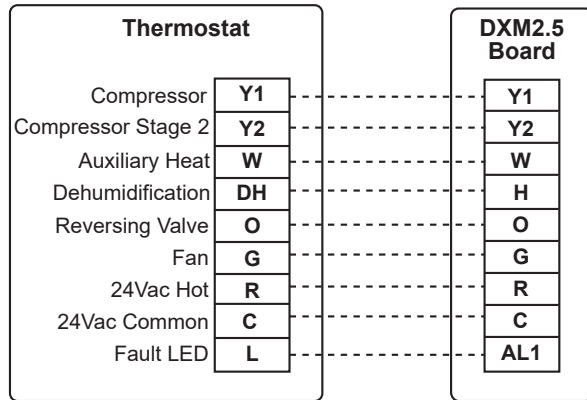 Thermostat
DXM2.5
Board
Compressor Y1 Y1
Compressor Stage 2 Y2 Y2
Auxiliary Heat W W
Dehumidification DH H
Reversing Valve O O
Fan G G
24Vac Hot R R
24Vac Common C C
Fault LED L AL1